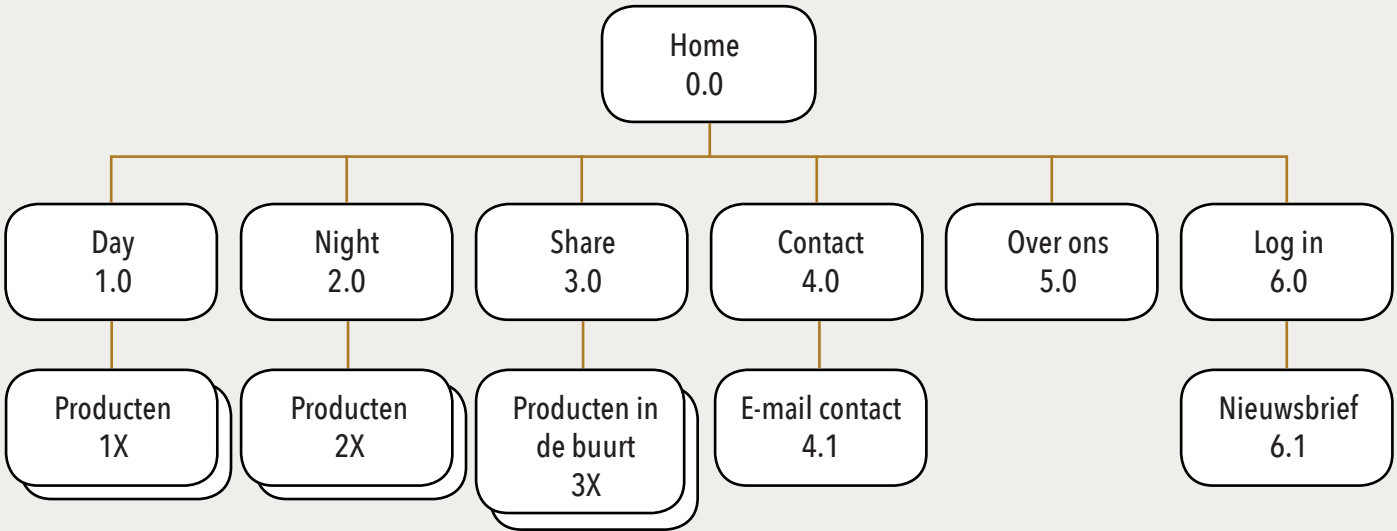 Home
0.0
Day
1.0
Night
2.0
Share
3.0
Contact
4.0
Over ons
5.0
Log in
6.0
Producten
1X
Producten
2X
Producten in
de buurt
3X
E-mail contact
4.1
Nieuwsbrief
6.1